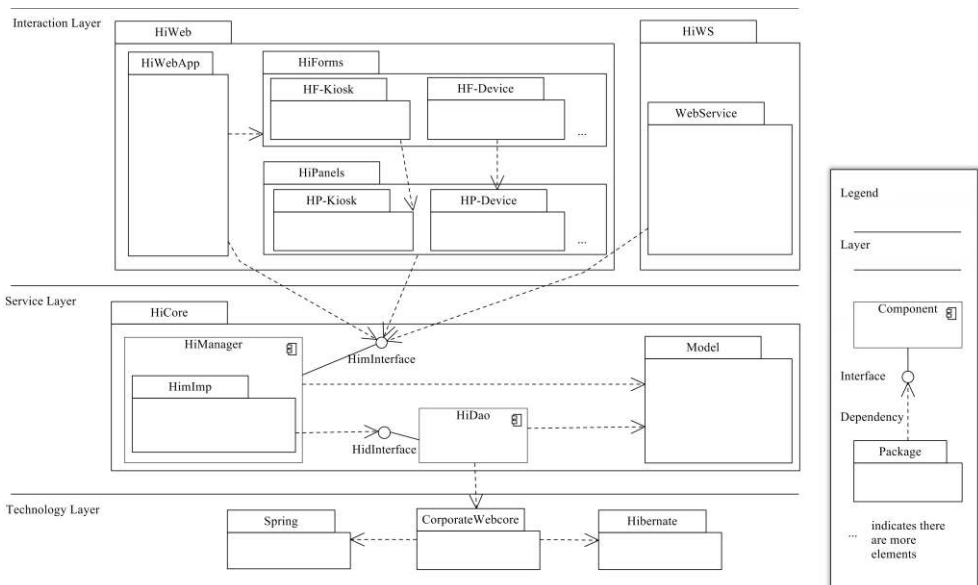 Interaction Layer
HiWeb
HiWS
HiWebApp
HiForms
HF-Kiosk
HF-Device
...
WebService
HiPanels
HP-Kiosk
HP-Device
...
Service Layer
HiCore
HiManager
HimInterface
Model
HimImp
HiDao
HidInterface
Technology Layer
Spring
CorporateWebcore
Hibernate
Legend
Layer
Component
Interface
Dependency
Package
... indicates there
are more
elements